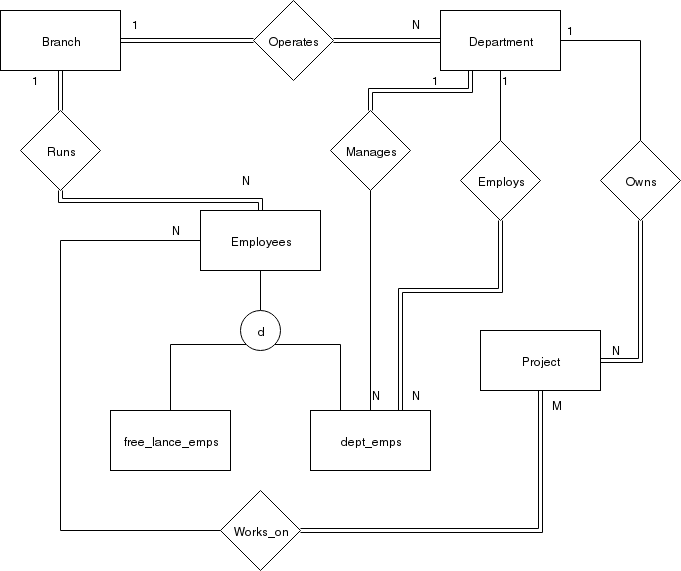 Branch
1
Operates
N
Department
1
1
1
1
Runs
Manages
Employs
Owns
N
N
Employees
d
Project
N
free_lance_emps
dept_emps
N
N
M
Works_on